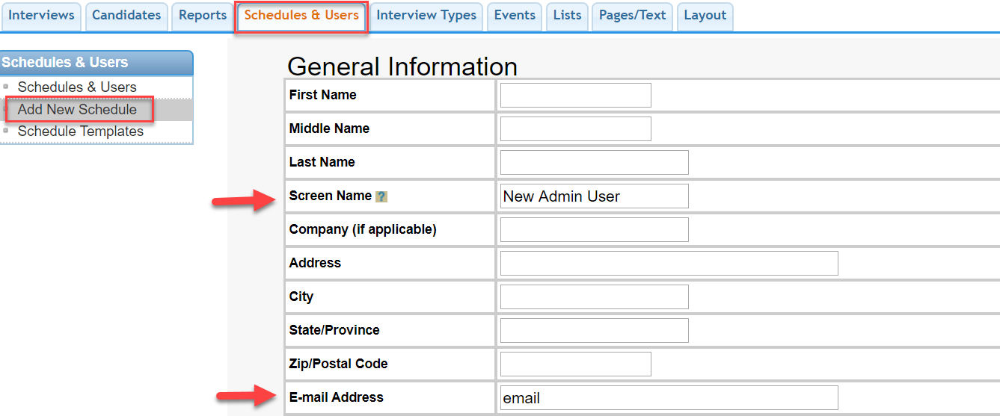 Interviews Candidates Reports Schedules & Users Interview Types Events Lists Pages/Text Layout
Schedules & Users
Schedules & Users
Add New Schedule
Schedule Templates
General Information
First Name
Middle Name
Last Name
Screen Name ? New Admin User
Company (if applicable)
Address
City
State/Province
Zip/Postal Code
E-mail Address email